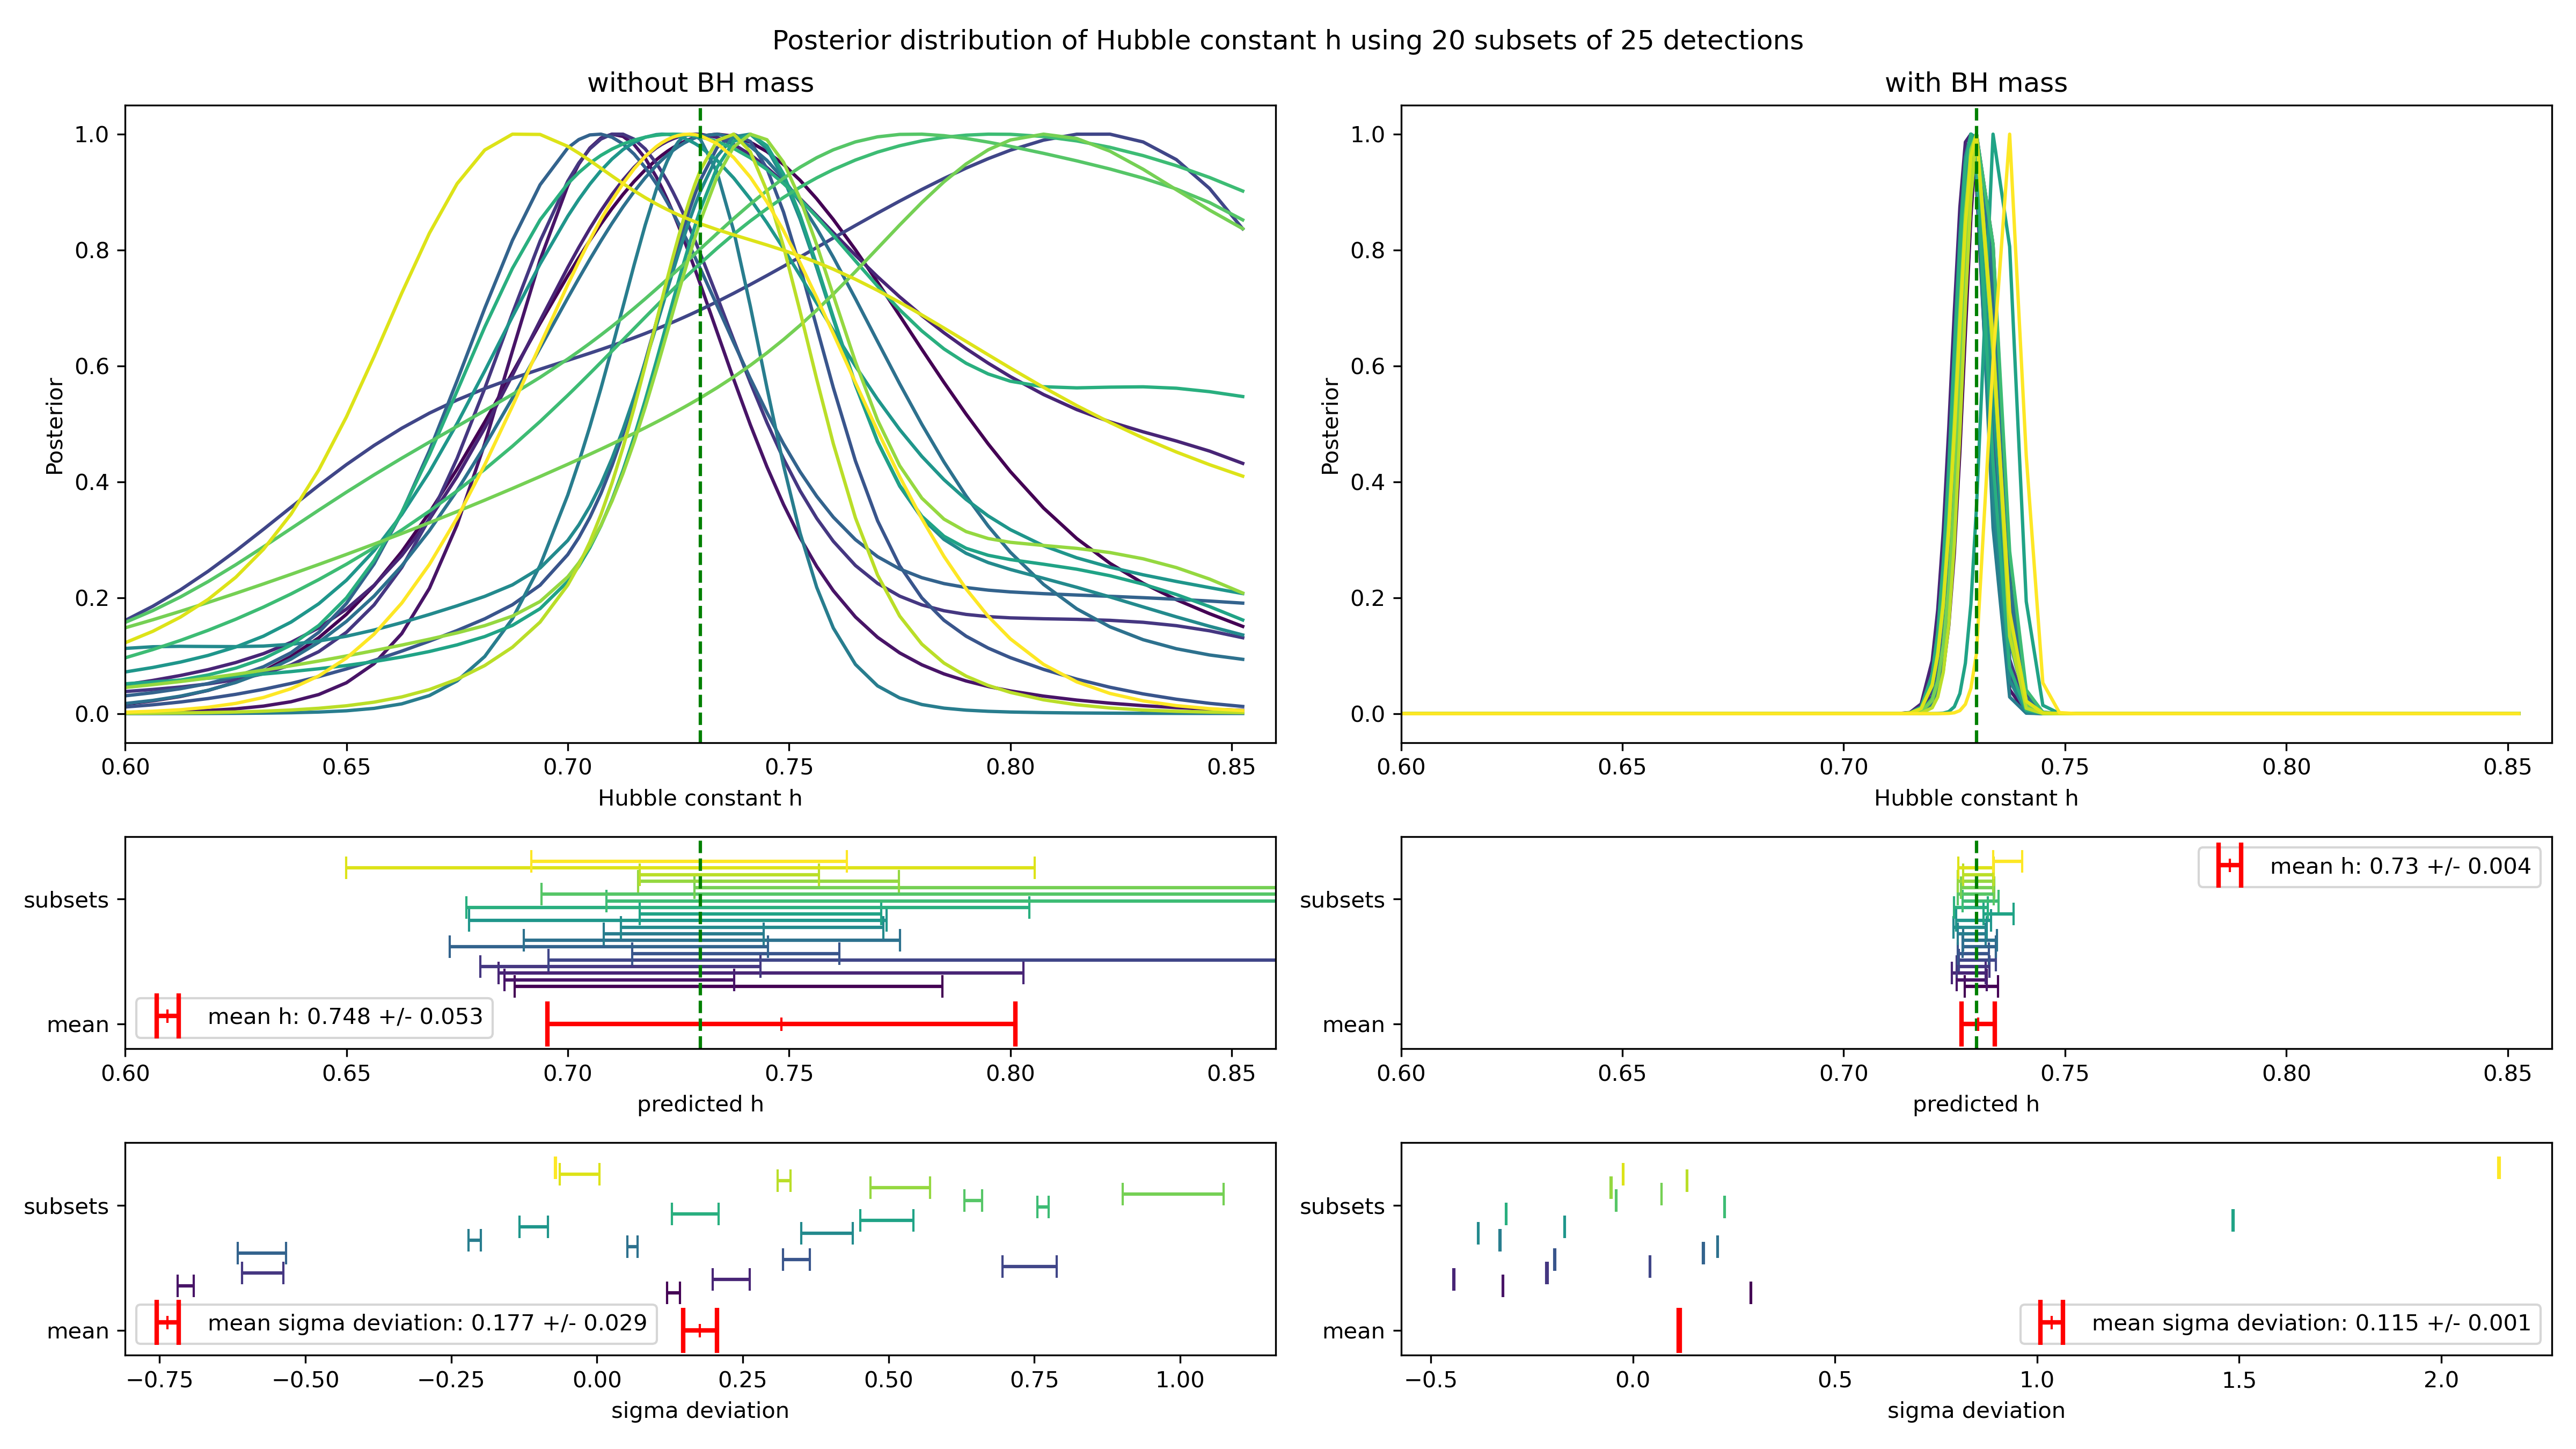 Posterior distribution of Hubble constant h using 20 subsets of 25 detections
without BH mass
with BH mass
1.0
0.8
0.6
0.4
0.2
0.0
Posterior
0.60 0.65 0.70 0.75 0.80 0.85
Hubble constant h
1.0
0.8
0.6
0.4
0.2
0.0
Posterior
0.60 0.65 0.70 0.75 0.80 0.85
Hubble constant h
subsets
mean
mean h: 0.748 +/- 0.053
0.60 0.65 0.70 0.75 0.80 0.85
predicted h
subsets
mean
mean h: 0.73 +/- 0.004
0.60 0.65 0.70 0.75 0.80 0.85
predicted h
subsets
mean
mean sigma deviation: 0.177 +/- 0.029
−0.75 −0.50 −0.25 0.00 0.25 0.50 0.75 1.00
sigma deviation
subsets
mean
mean sigma deviation: 0.115 +/- 0.001
−0.5 0.0 0.5 1.0 1.5 2.0
sigma deviation